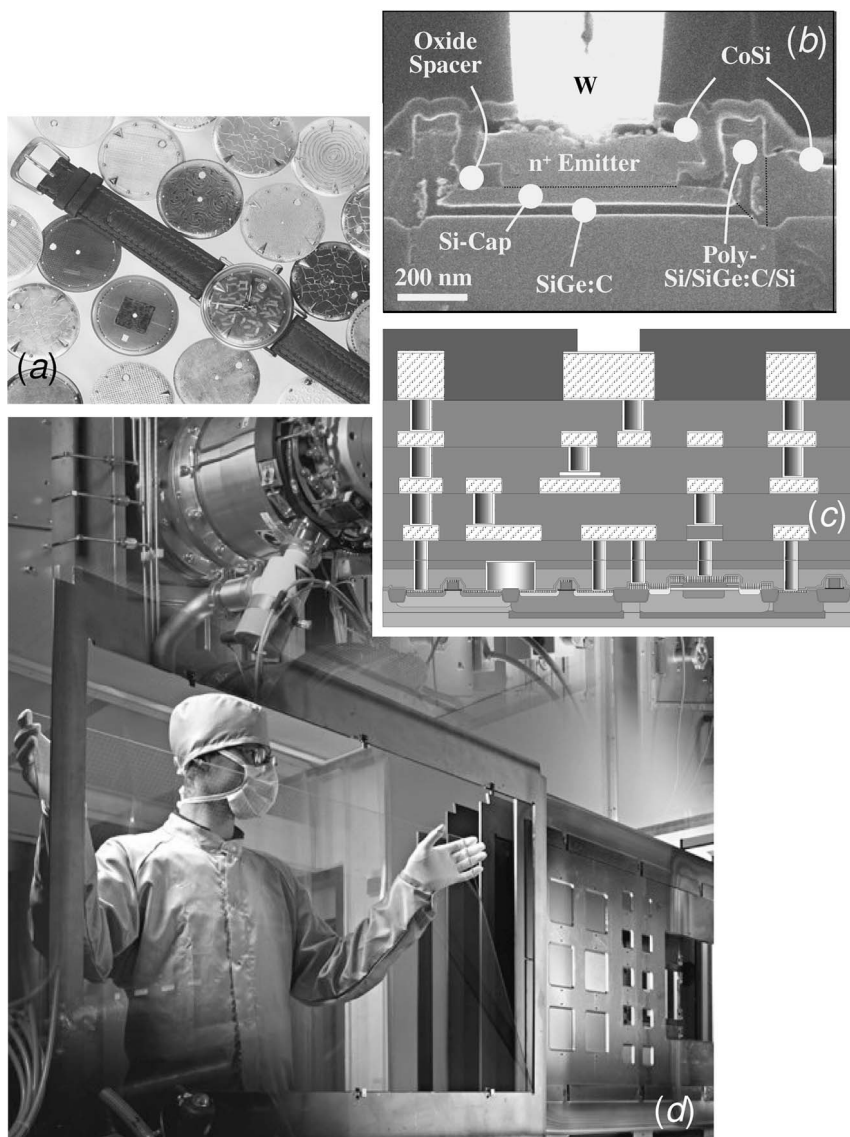 (a)
Oxide
Spacer
W
(b)
CoSi
n⁺ Emitter
Si-Cap
SiGe:C
Poly-
Si/SiGe:C/Si
200 nm
(c)
(d)